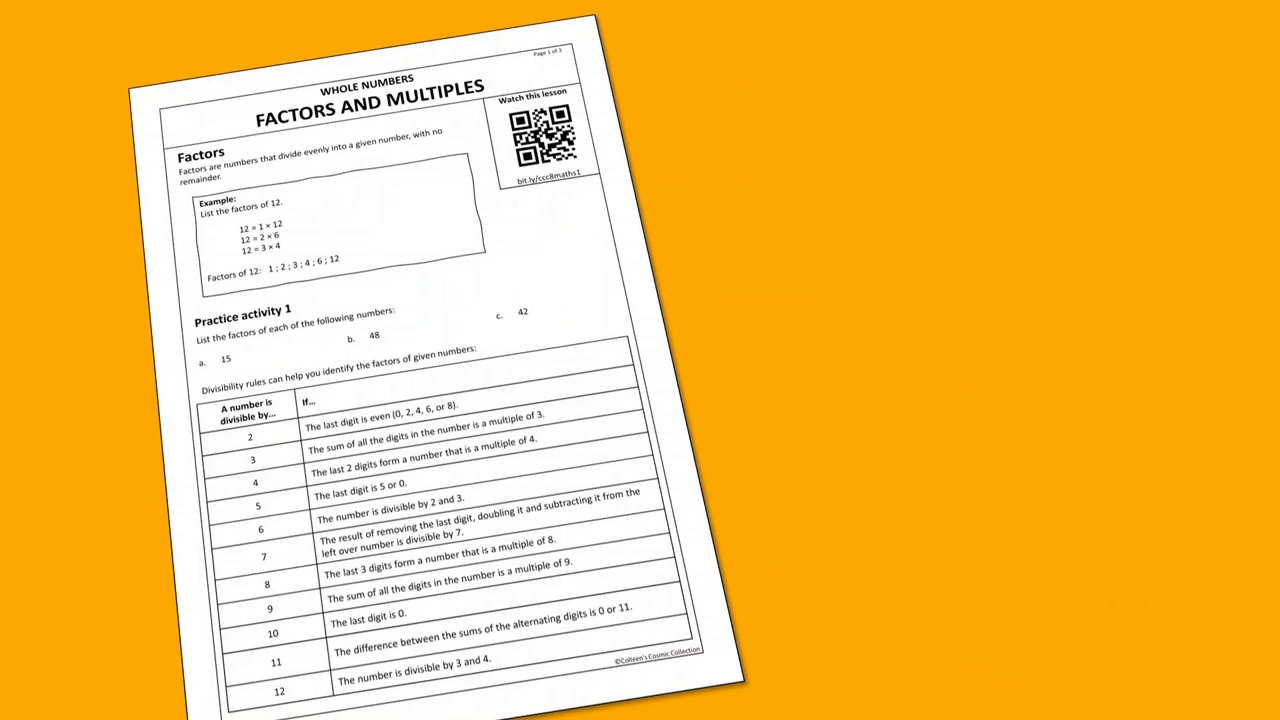 Page 1 of 3
WHOLE NUMBERS
FACTORS AND MULTIPLES
Watch this lesson
bit.ly/ccc8maths1
Factors
Factors are numbers that divide evenly into a given number, with no
remainder.
Example:
List the factors of 12.
12 = 1 × 12
12 = 2 × 6
12 = 3 × 4
Factors of 12: 1 ; 2 ; 3 ; 4 ; 6 ; 12
Practice activity 1
List the factors of each of the following numbers:
a. 15 b. 48 c. 42
Divisibility rules can help you identify the factors of given numbers:
A number is
divisible by... If...
2 The last digit is even (0, 2, 4, 6, or 8).
3 The sum of all the digits in the number is a multiple of 3.
4 The last 2 digits form a number that is a multiple of 4.
5 The last digit is 5 or 0.
6 The number is divisible by 2 and 3.
7 The result of removing the last digit, doubling it and subtracting it from the
left over number is divisible by 7.
8 The last 3 digits form a number that is a multiple of 8.
9 The sum of all the digits in the number is a multiple of 9.
10 The last digit is 0.
11 The difference between the sums of the alternating digits is 0 or 11.
12 The number is divisible by 3 and 4.
©Colleen's Cosmic Collection